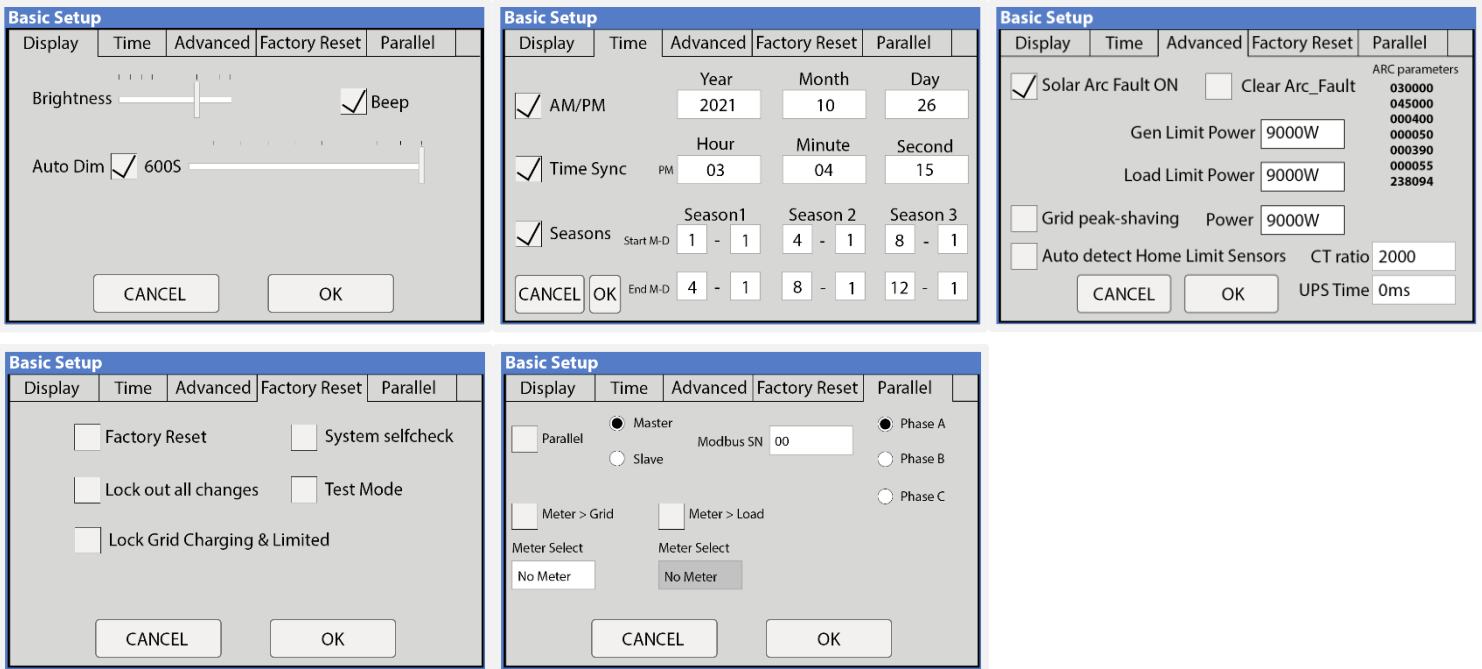 Basic Setup
Display Time Advanced Factory Reset Parallel
Brightness Beep
Auto Dim 600S
CANCEL OK
Basic Setup
Display Time Advanced Factory Reset Parallel
Year Month Day
AM/PM 2021 10 26
Hour Minute Second
Time Sync PM 03 04 15
Season1 Season 2 Season 3
Seasons Start M-D 1 - 1 4 - 1 8 - 1
CANCEL OK End M-D 4 - 1 8 - 1 12 - 1
Basic Setup
Display Time Advanced Factory Reset Parallel
ARC parameters
Solar Arc Fault ON Clear Arc_Fault 030000
045000
000400
000050
000390
000055
238094
Gen Limit Power 9000W
Load Limit Power 9000W
Grid peak-shaving Power 9000W
Auto detect Home Limit Sensors CT ratio 2000
CANCEL OK UPS Time 0ms
Basic Setup
Display Time Advanced Factory Reset Parallel
Factory Reset System selfcheck
Lock out all changes Test Mode
Lock Grid Charging & Limited
CANCEL OK
Basic Setup
Display Time Advanced Factory Reset Parallel
Master Phase A
Parallel Modbus SN 00
Slave Phase B
Phase C
Meter > Grid Meter > Load
Meter Select Meter Select
No Meter No Meter
CANCEL OK